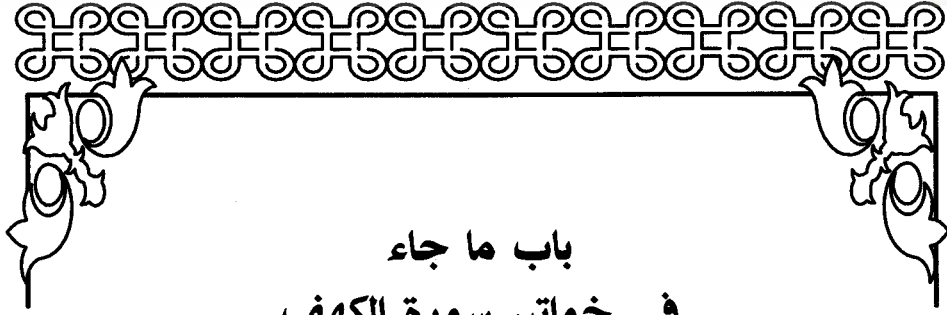 باب ما جاء
في خواتيم سورة الكهف